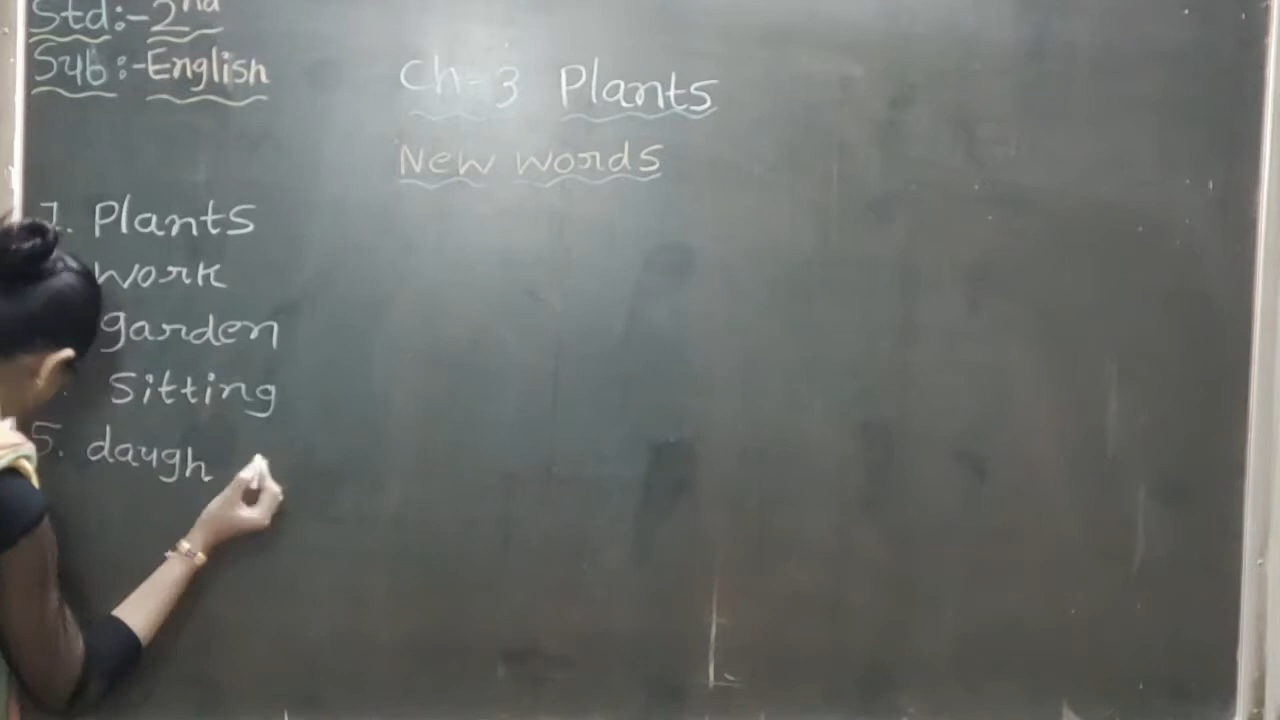 Std:-2nd
Sub:-English
Ch-3 Plants
New words
1. Plants
work
garden
Sitting
5. daugh